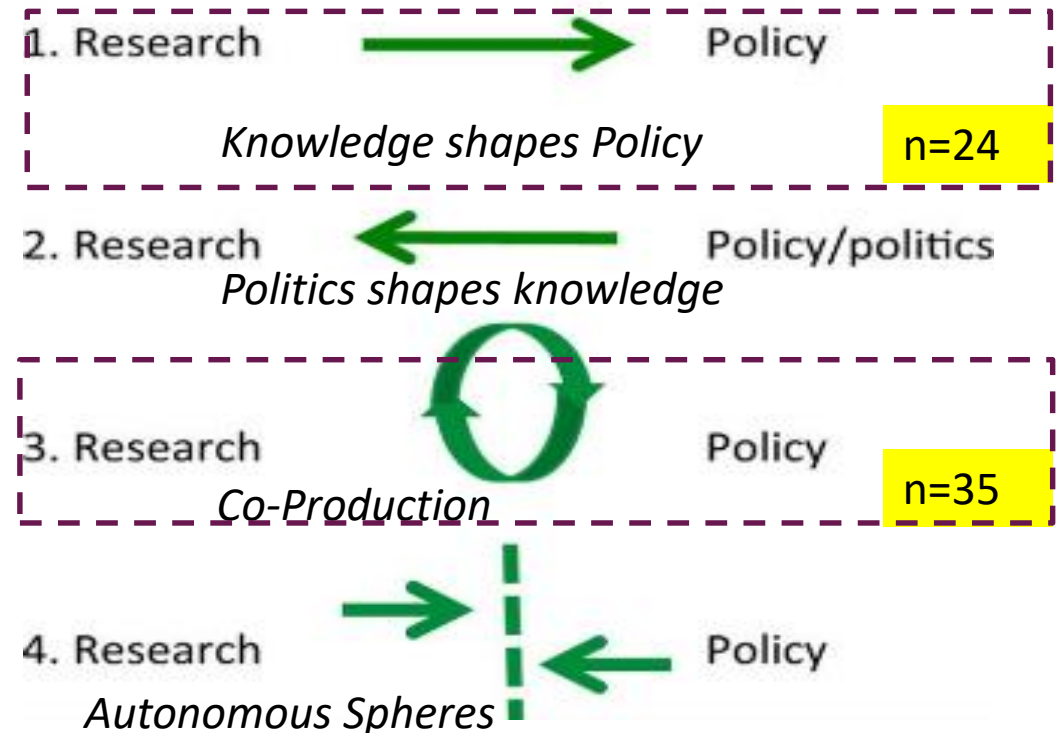 1. Research Policy
Knowledge shapes Policy
n=24
2. Research Policy/politics
Politics shapes knowledge
3. Research Policy
n=35
Co-Production
4. Research Policy
Autonomous Spheres